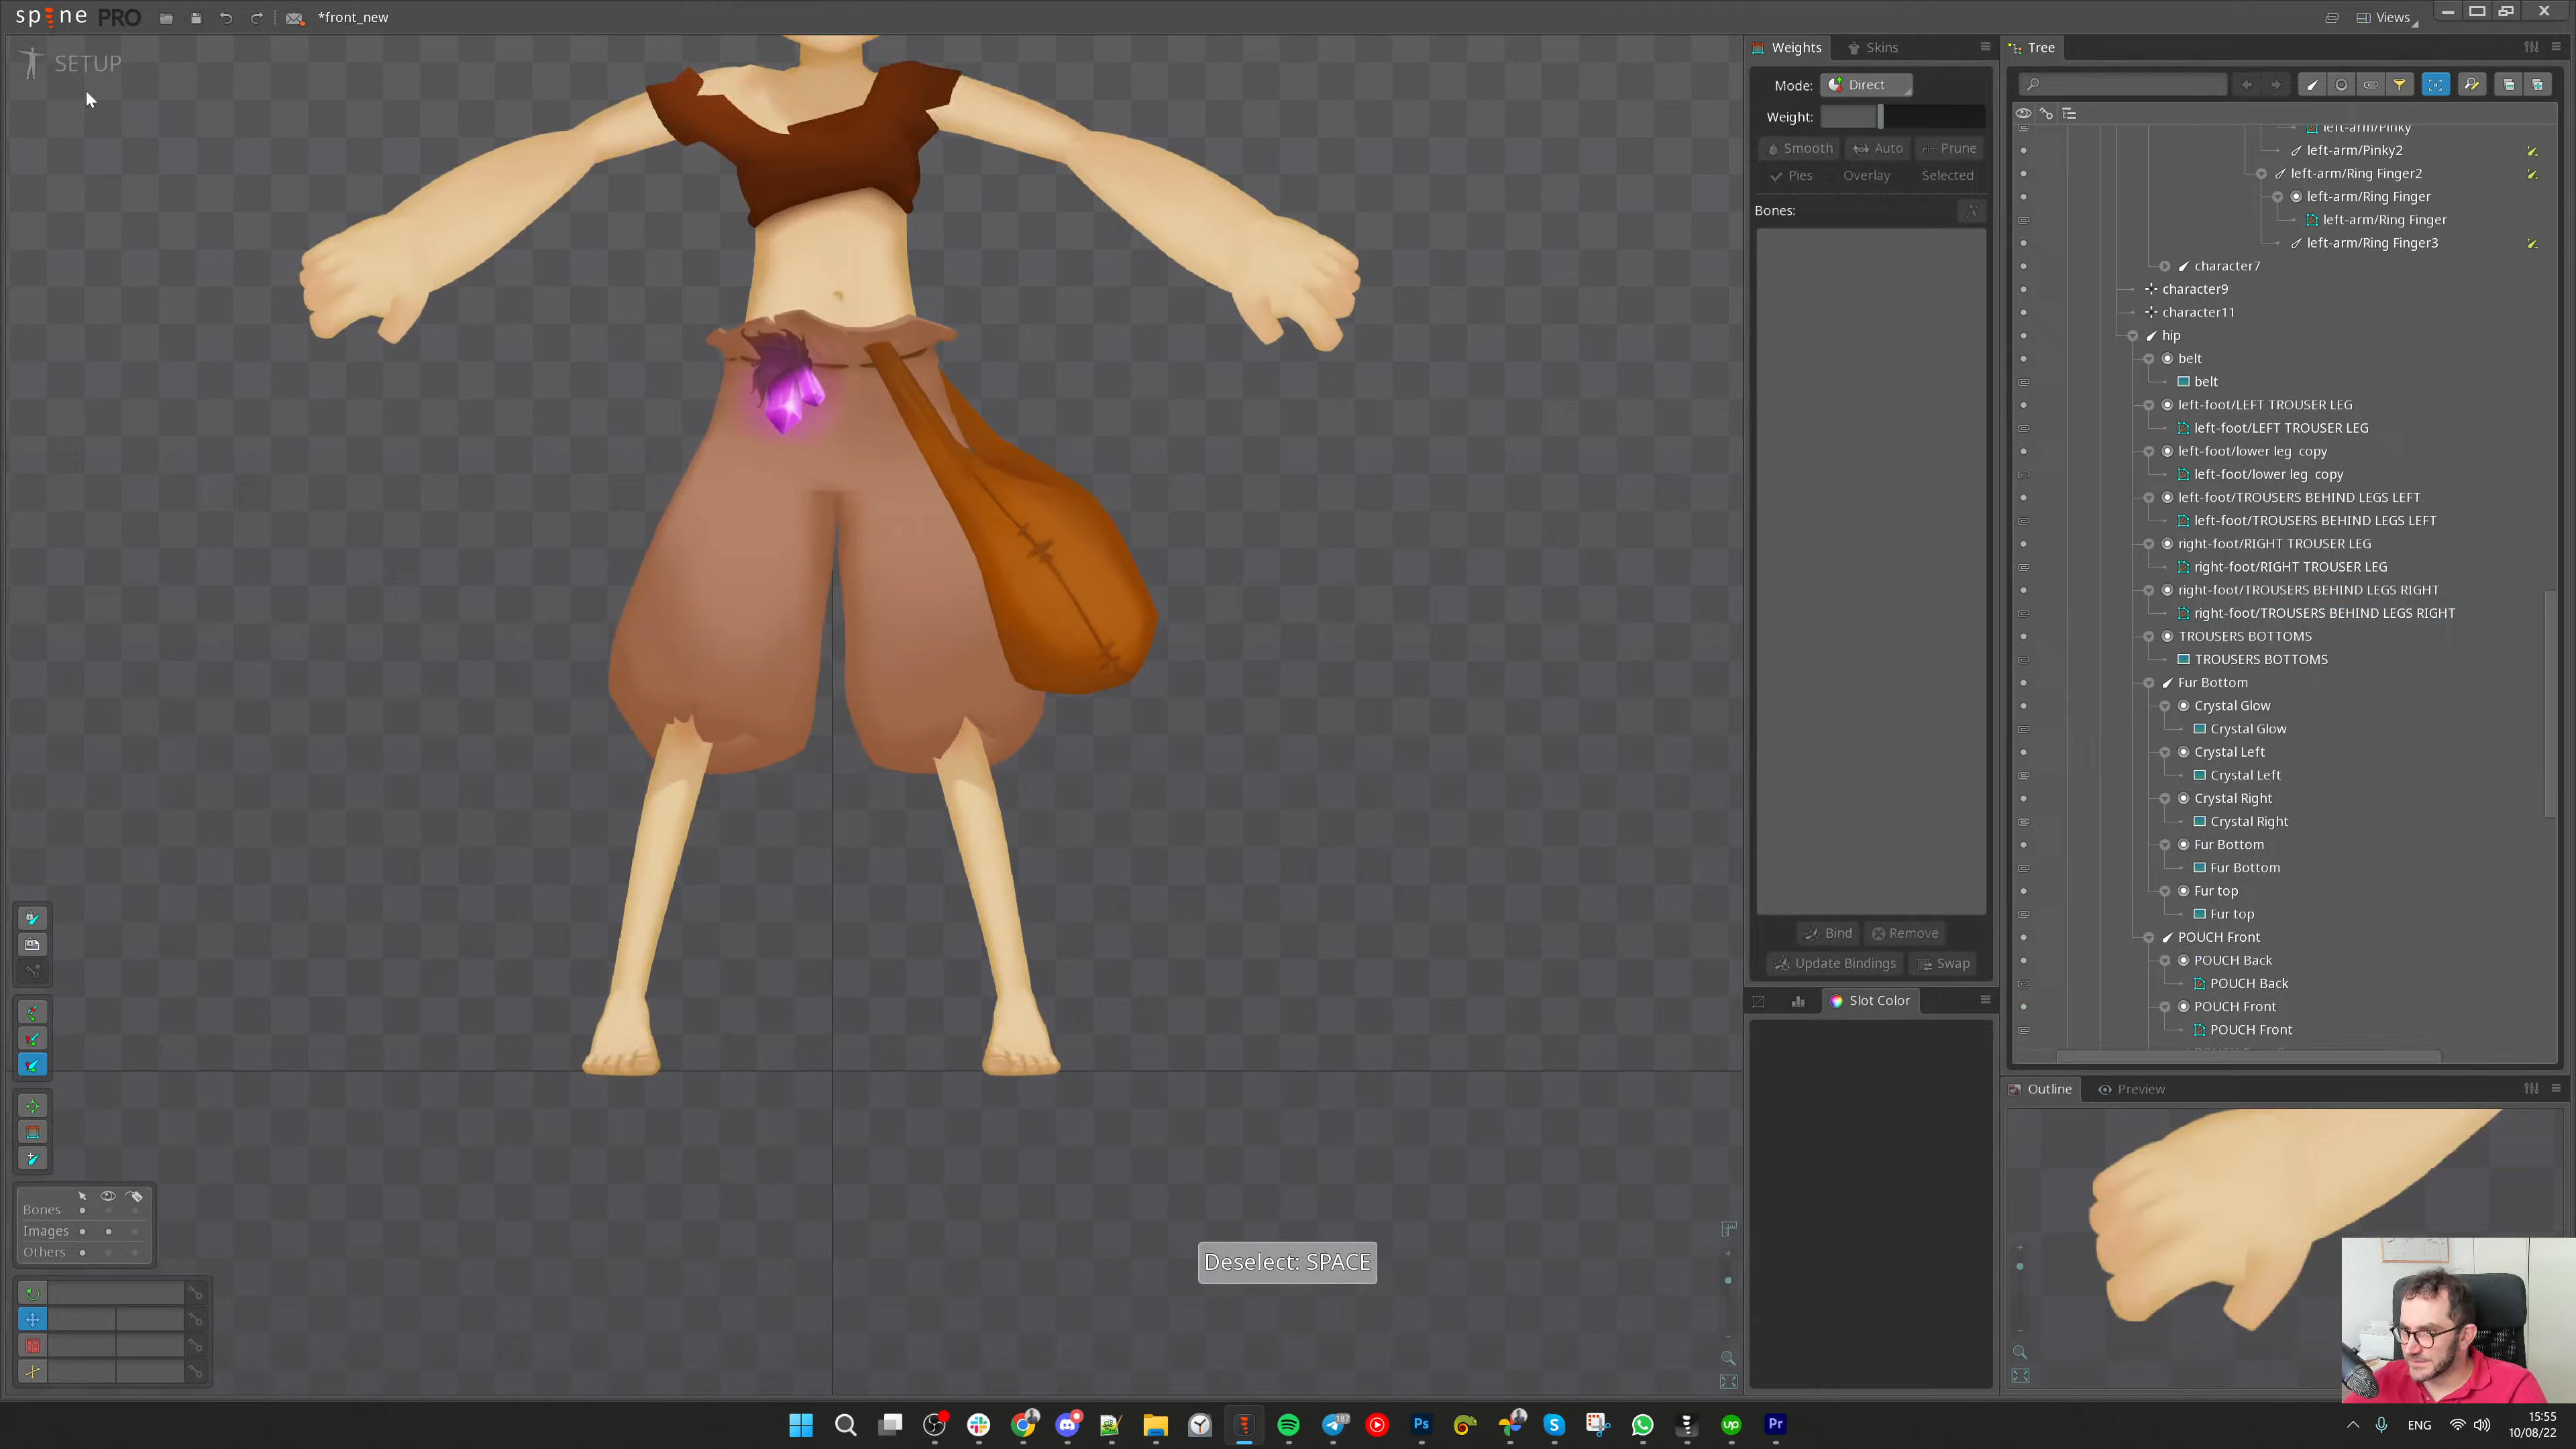 spine PRO
*front_new
Views
SETUP
Weights
Skins
Mode:
Direct
Weight:
Smooth
Auto
Prune
Pies
Overlay
Selected
Bones:
Bind
Remove
Update Bindings
Swap
Slot Color
Tree
left-arm/Pinky
left-arm/Pinky2
left-arm/Ring Finger2
left-arm/Ring Finger
left-arm/Ring Finger
left-arm/Ring Finger3
character7
character9
character11
hip
belt
belt
left-foot/LEFT TROUSER LEG
left-foot/LEFT TROUSER LEG
left-foot/lower leg copy
left-foot/lower leg copy
left-foot/TROUSERS BEHIND LEGS LEFT
left-foot/TROUSERS BEHIND LEGS LEFT
right-foot/RIGHT TROUSER LEG
right-foot/RIGHT TROUSER LEG
right-foot/TROUSERS BEHIND LEGS RIGHT
right-foot/TROUSERS BEHIND LEGS RIGHT
TROUSERS BOTTOMS
TROUSERS BOTTOMS
Fur Bottom
Crystal Glow
Crystal Glow
Crystal Left
Crystal Left
Crystal Right
Crystal Right
Fur Bottom
Fur Bottom
Fur top
Fur top
POUCH Front
POUCH Back
POUCH Back
POUCH Front
POUCH Front
Outline
Preview
Bones
Images
Others
Deselect: SPACE
187
Ps
up
Pr
ENG
15:55
10/08/22